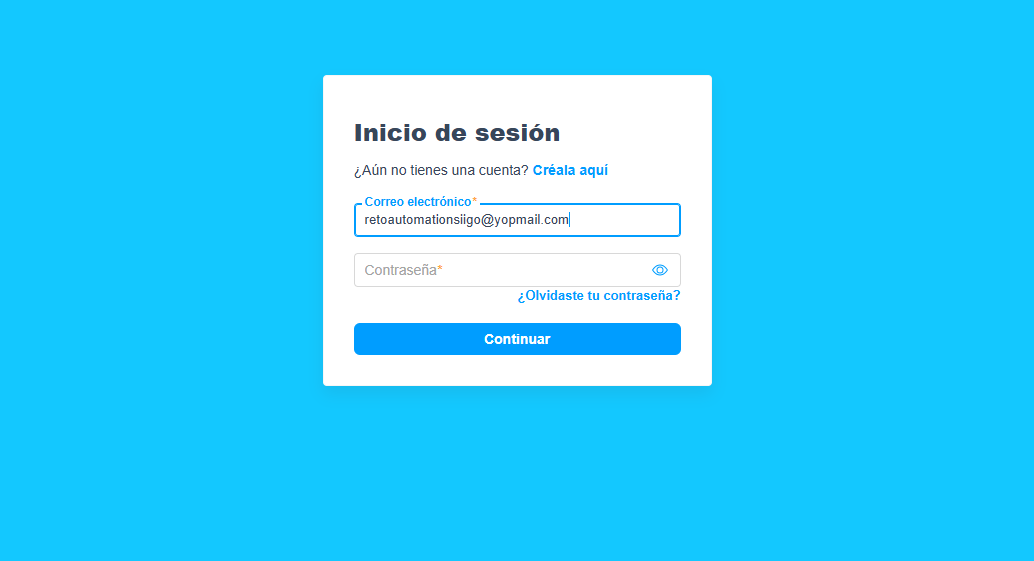 Inicio de sesión
¿Aún no tienes una cuenta? Créala aquí
Correo electrónico*
retoautomationsiigo@yopmail.com
Contraseña*
¿Olvidaste tu contraseña?
Continuar